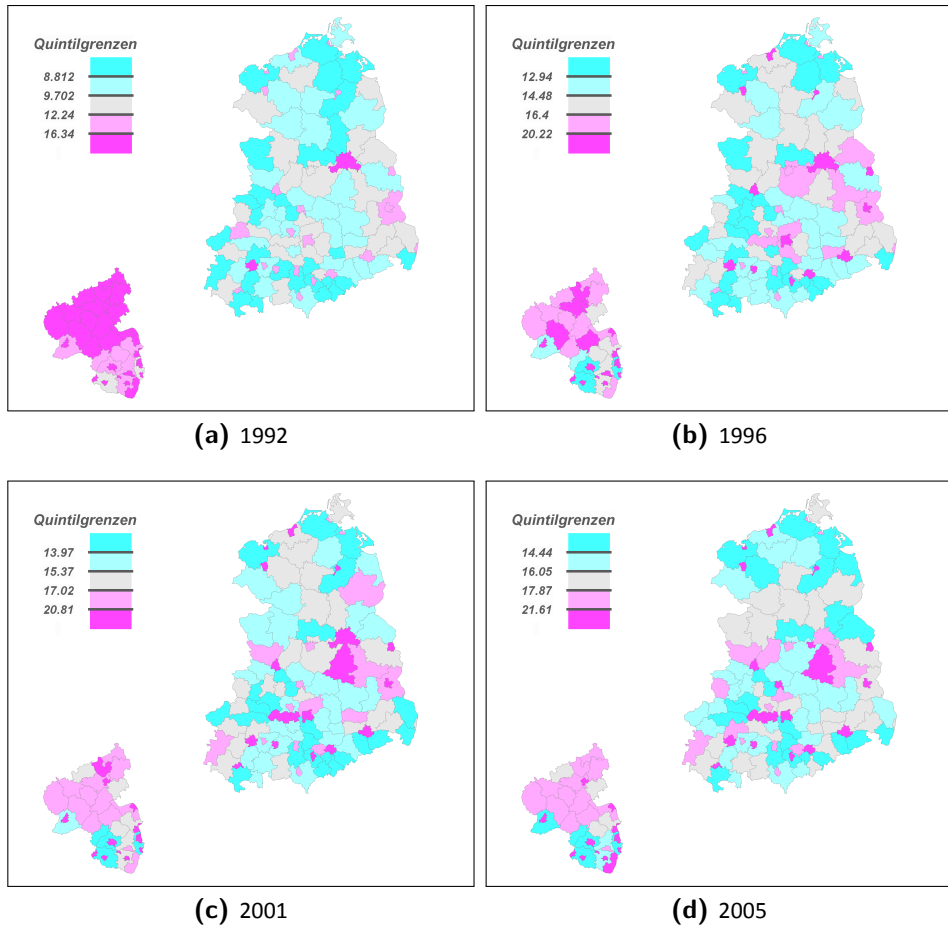 Quintilgrenzen
8.812
9.702
12.24
16.34
(a) 1992
Quintilgrenzen
12.94
14.48
16.4
20.22
(b) 1996
Quintilgrenzen
13.97
15.37
17.02
20.81
(c) 2001
Quintilgrenzen
14.44
16.05
17.87
21.61
(d) 2005